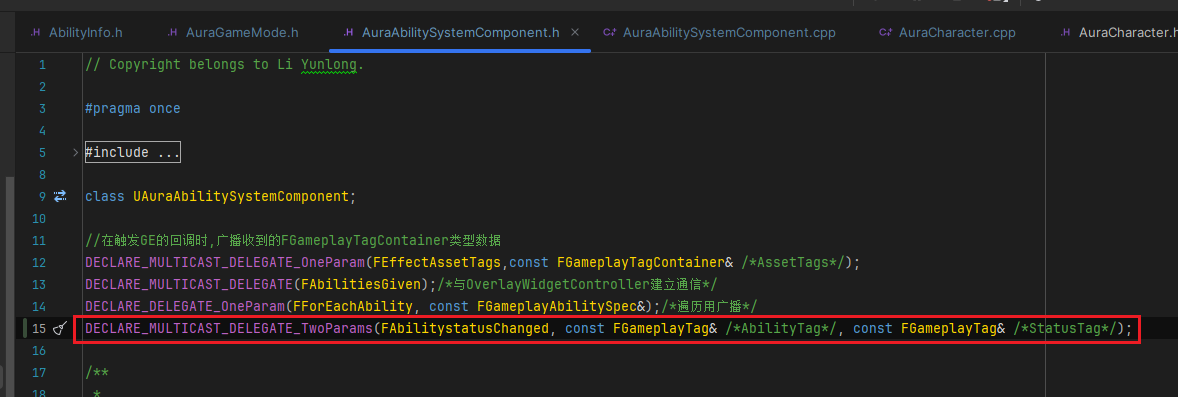 AbilityInfo.h
AuraGameMode.h
AuraAbilitySystemComponent.h
AuraAbilitySystemComponent.cpp
AuraCharacter.cpp
AuraCharacter.h
1 // Copyright belongs to Li Yunlong.
2
3 #pragma once
4
5 #include ...
8
9 class UAuraAbilitySystemComponent;
10
11 //在触发GE的回调时,广播收到的FGameplayTagContainer类型数据
12 DECLARE_MULTICAST_DELEGATE_OneParam(FEffectAssetTags,const FGameplayTagContainer& /*AssetTags*/);
13 DECLARE_MULTICAST_DELEGATE(FAbilitiesGiven);/*与OverlayWidgetController建立通信*/
14 DECLARE_DELEGATE_OneParam(FForEachAbility, const FGameplayAbilitySpec&);/*遍历用广播*/
15 DECLARE_MULTICAST_DELEGATE_TwoParams(FAbilitystatusChanged, const FGameplayTag& /*AbilityTag*/, const FGameplayTag& /*StatusTag*/);
16
17 /**
18 *